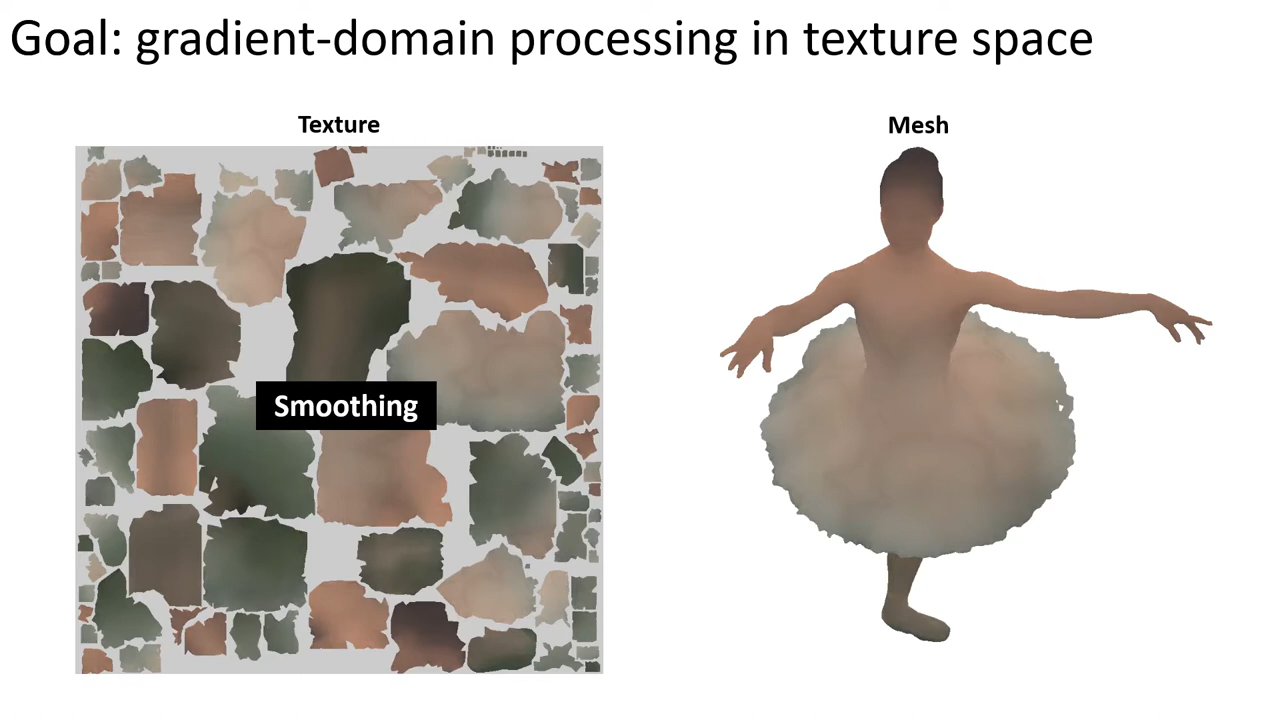 Goal: gradient-domain processing in texture space
Texture
Mesh
Smoothing